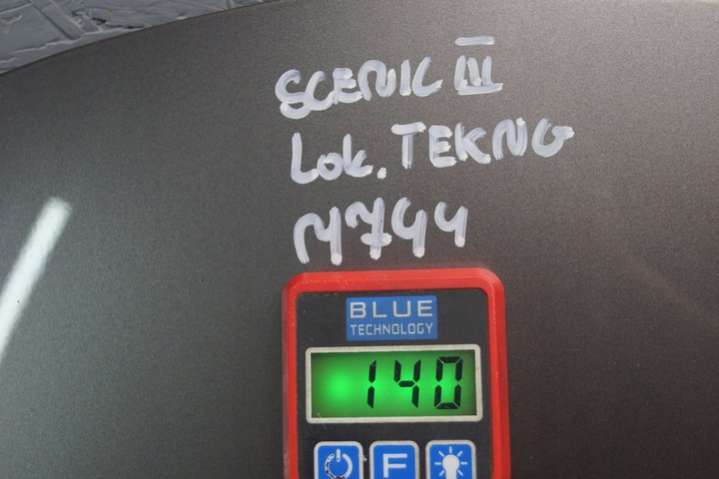 SCENIC III
Lok. TEKNO
M744
BLUE
TECHNOLOGY
140
F